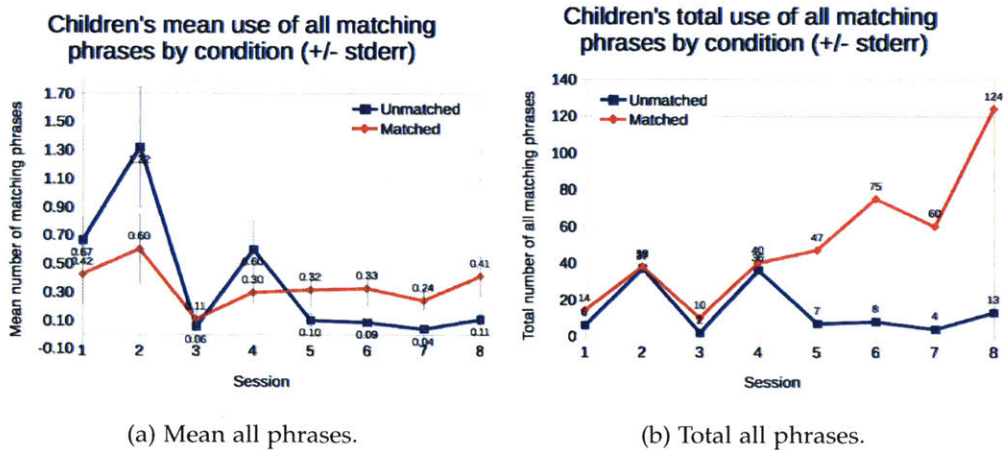 Children's mean use of all matching
phrases by condition (+/- stderr)
Mean number of matching phrases
1.70
1.50
1.30
1.10
0.90
0.70
0.50
0.30
0.10
-0.10
Unmatched
Matched
0.67
0.42
0.60
0.11
0.06
0.60
0.30
0.32
0.10
0.33
0.09
0.24
0.04
0.41
0.11
1 2 3 4 5 6 7 8
Session
(a) Mean all phrases.
Children's total use of all matching
phrases by condition (+/- stderr)
Total number of all matching phrases
140
120
100
80
60
40
20
0
Unmatched
Matched
14
6
10
2
40
36
47
7
75
8
60
4
124
13
1 2 3 4 5 6 7 8
Session
(b) Total all phrases.